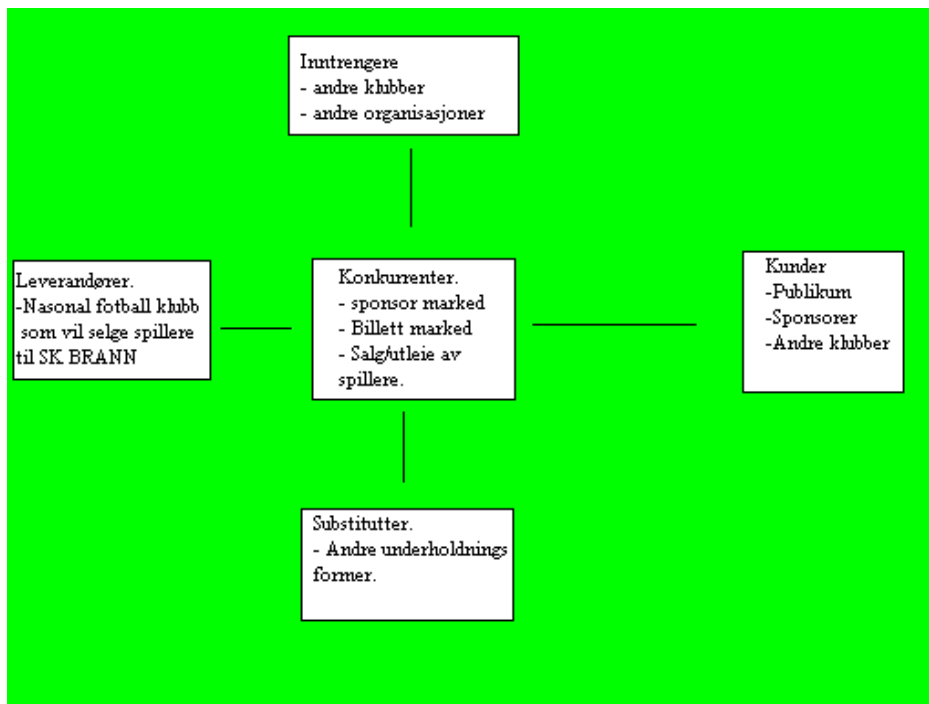 Inntrengere
- andre klubber
- andre organisasjoner
Leverandører.
-Nasonal fotball klubb
som vil selge spillere
til SK BRANN
Konkurrenter.
- sponsor marked
- Billett marked
- Salg/utleie av
spillere.
Kunder
-Publikum
-Sponsorer
-Andre klubber
Substitutter.
- Andre underholdnings
former.